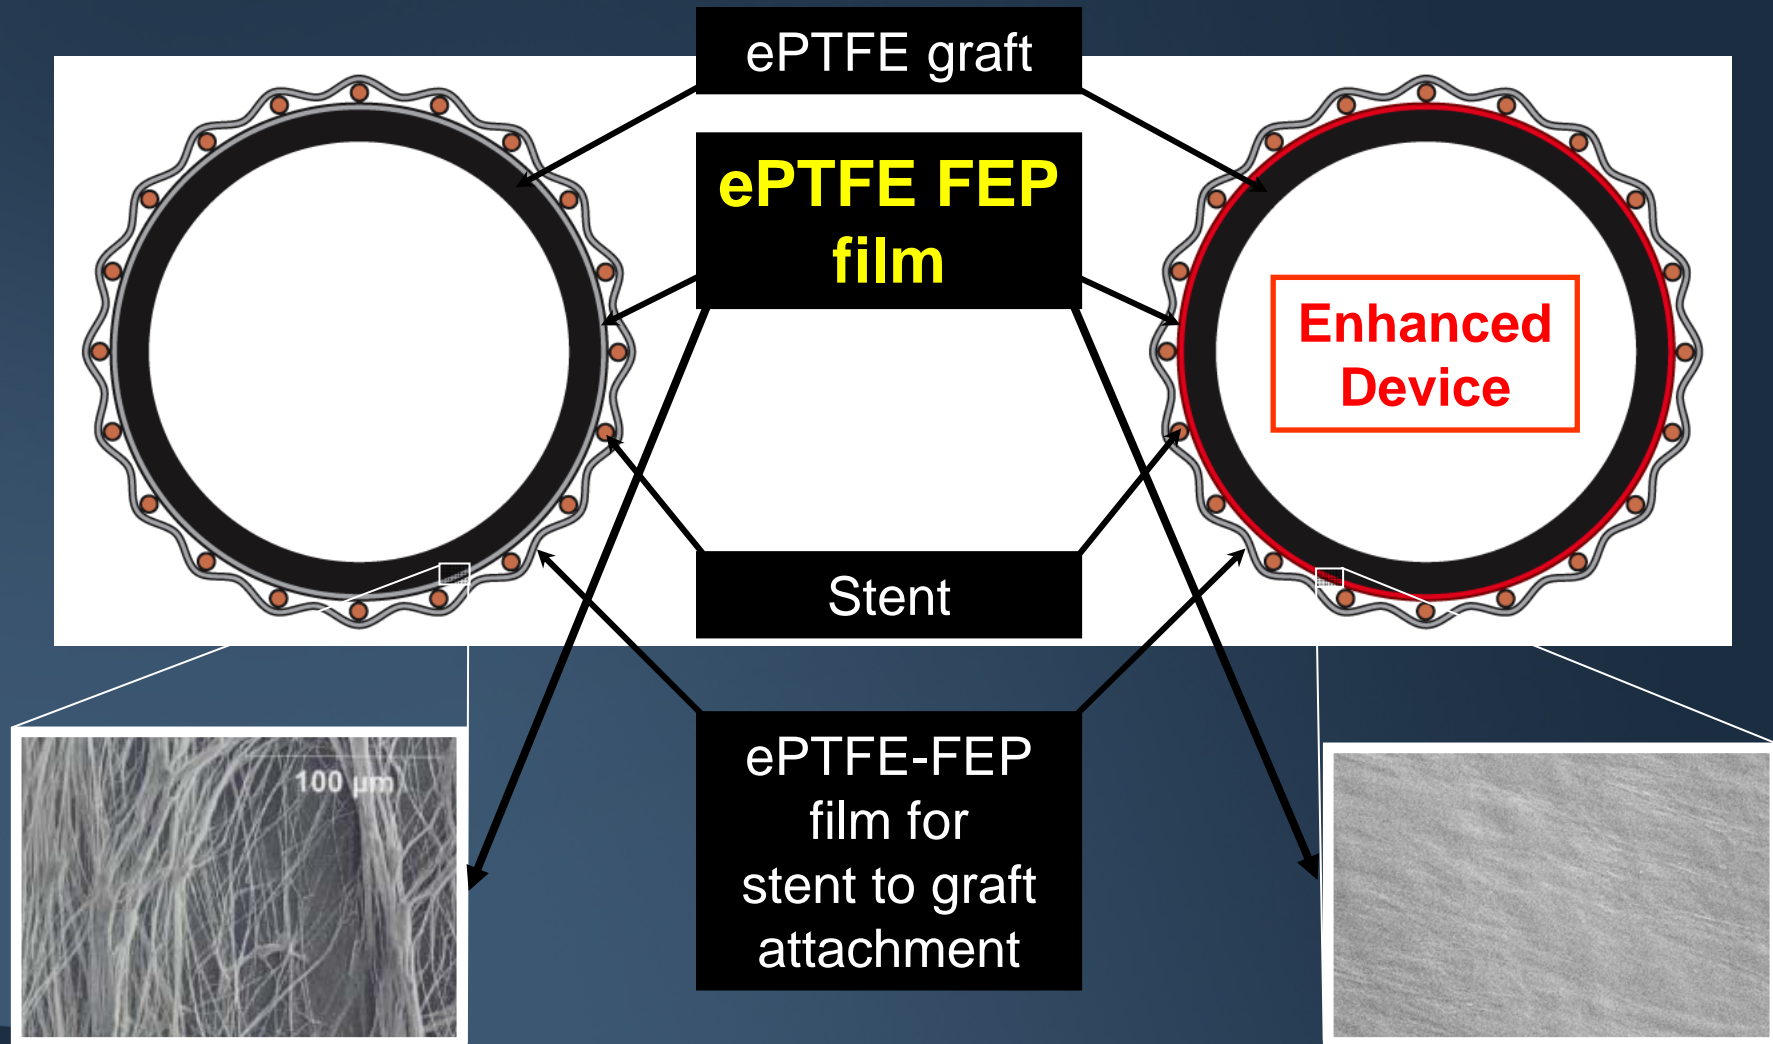 ePTFE graft
ePTFE FEP
film
Enhanced
Device
Stent
ePTFE-FEP
film for
stent to graft
attachment
100 µm